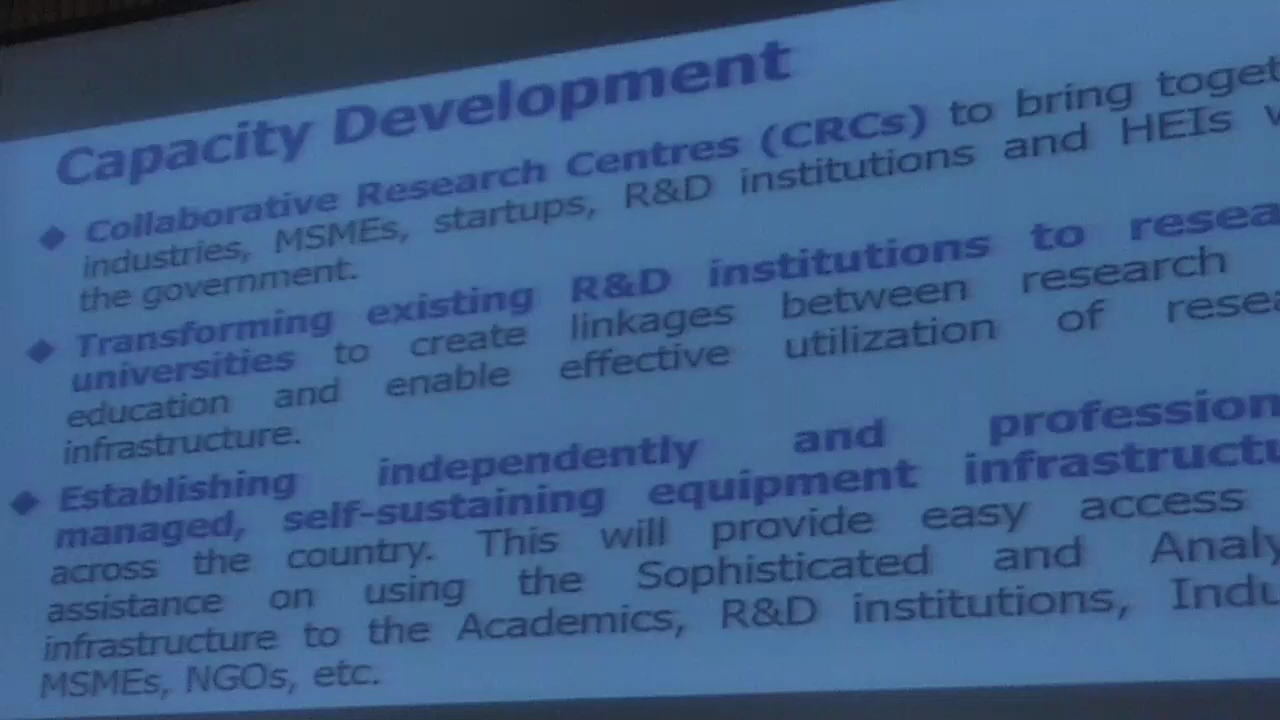 Capacity Development
Collaborative Research Centres (CRCs) to bring toget
industries, MSMEs, startups, R&D institutions and HEIs w
the government.
Transforming existing R&D institutions to resea
universities to create linkages between research
education and enable effective utilization of resea
infrastructure.
Establishing independently and profession
managed, self-sustaining equipment infrastructu
across the country. This will provide easy access
assistance on using the Sophisticated and Analy
infrastructure to the Academics, R&D institutions, Indu
MSMEs, NGOs, etc.